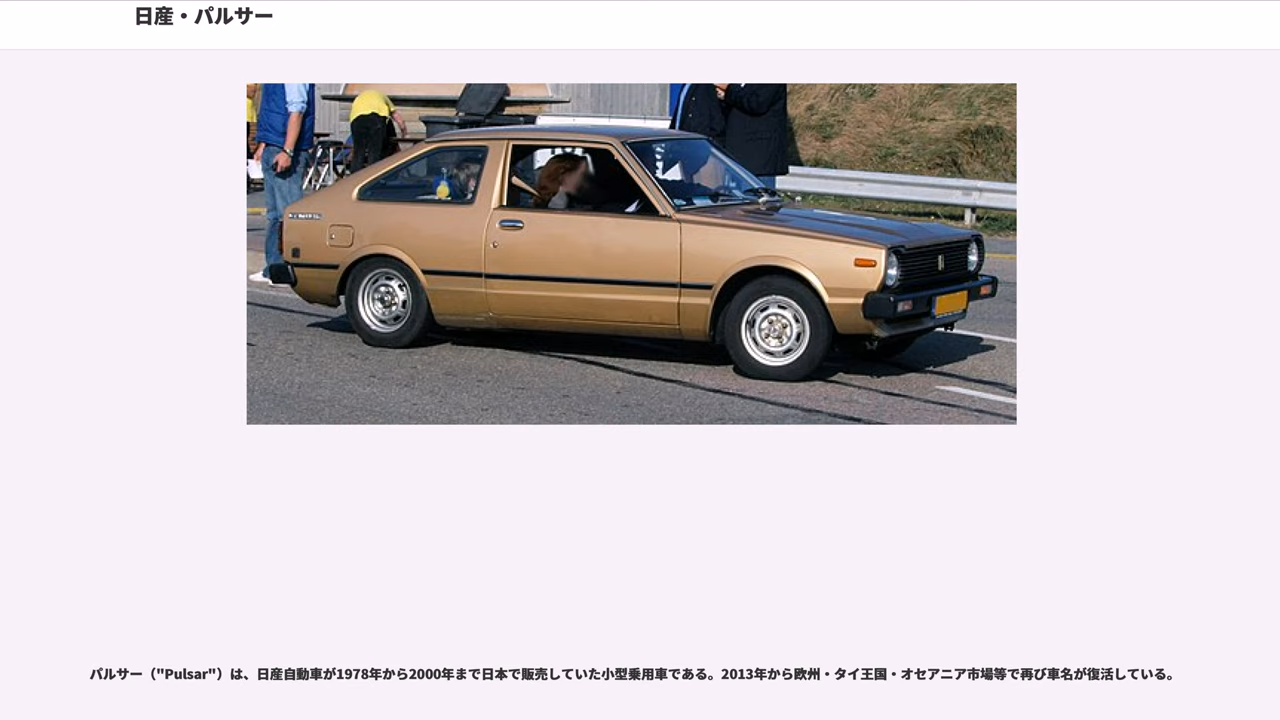 日産・パルサー
パルサー（"Pulsar"）は、日産自動車が1978年から2000年まで日本で販売していた小型乗用車である。2013年から欧州・タイ王国・オセアニア市場等で再び車名が復活している。